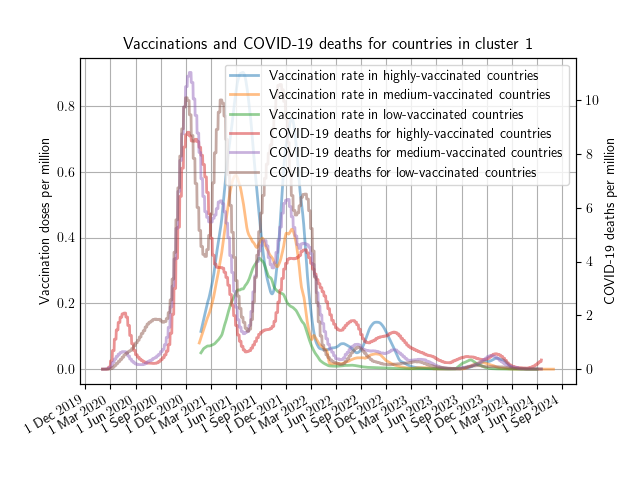 Vaccinations and COVID-19 deaths for countries in cluster 1
Vaccination rate in highly-vaccinated countries
Vaccination rate in medium-vaccinated countries
Vaccination rate in low-vaccinated countries
COVID-19 deaths for highly-vaccinated countries
COVID-19 deaths for medium-vaccinated countries
COVID-19 deaths for low-vaccinated countries
Vaccination doses per million
0.8
0.6
0.4
0.2
0.0
COVID-19 deaths per million
10
8
6
4
2
0
1 Dec 2019
1 Mar 2020
1 Jun 2020
1 Sep 2020
1 Dec 2020
1 Mar 2021
1 Jun 2021
1 Sep 2021
1 Dec 2021
1 Mar 2022
1 Jun 2022
1 Sep 2022
1 Dec 2022
1 Mar 2023
1 Jun 2023
1 Sep 2023
1 Dec 2023
1 Mar 2024
1 Jun 2024
1 Sep 2024